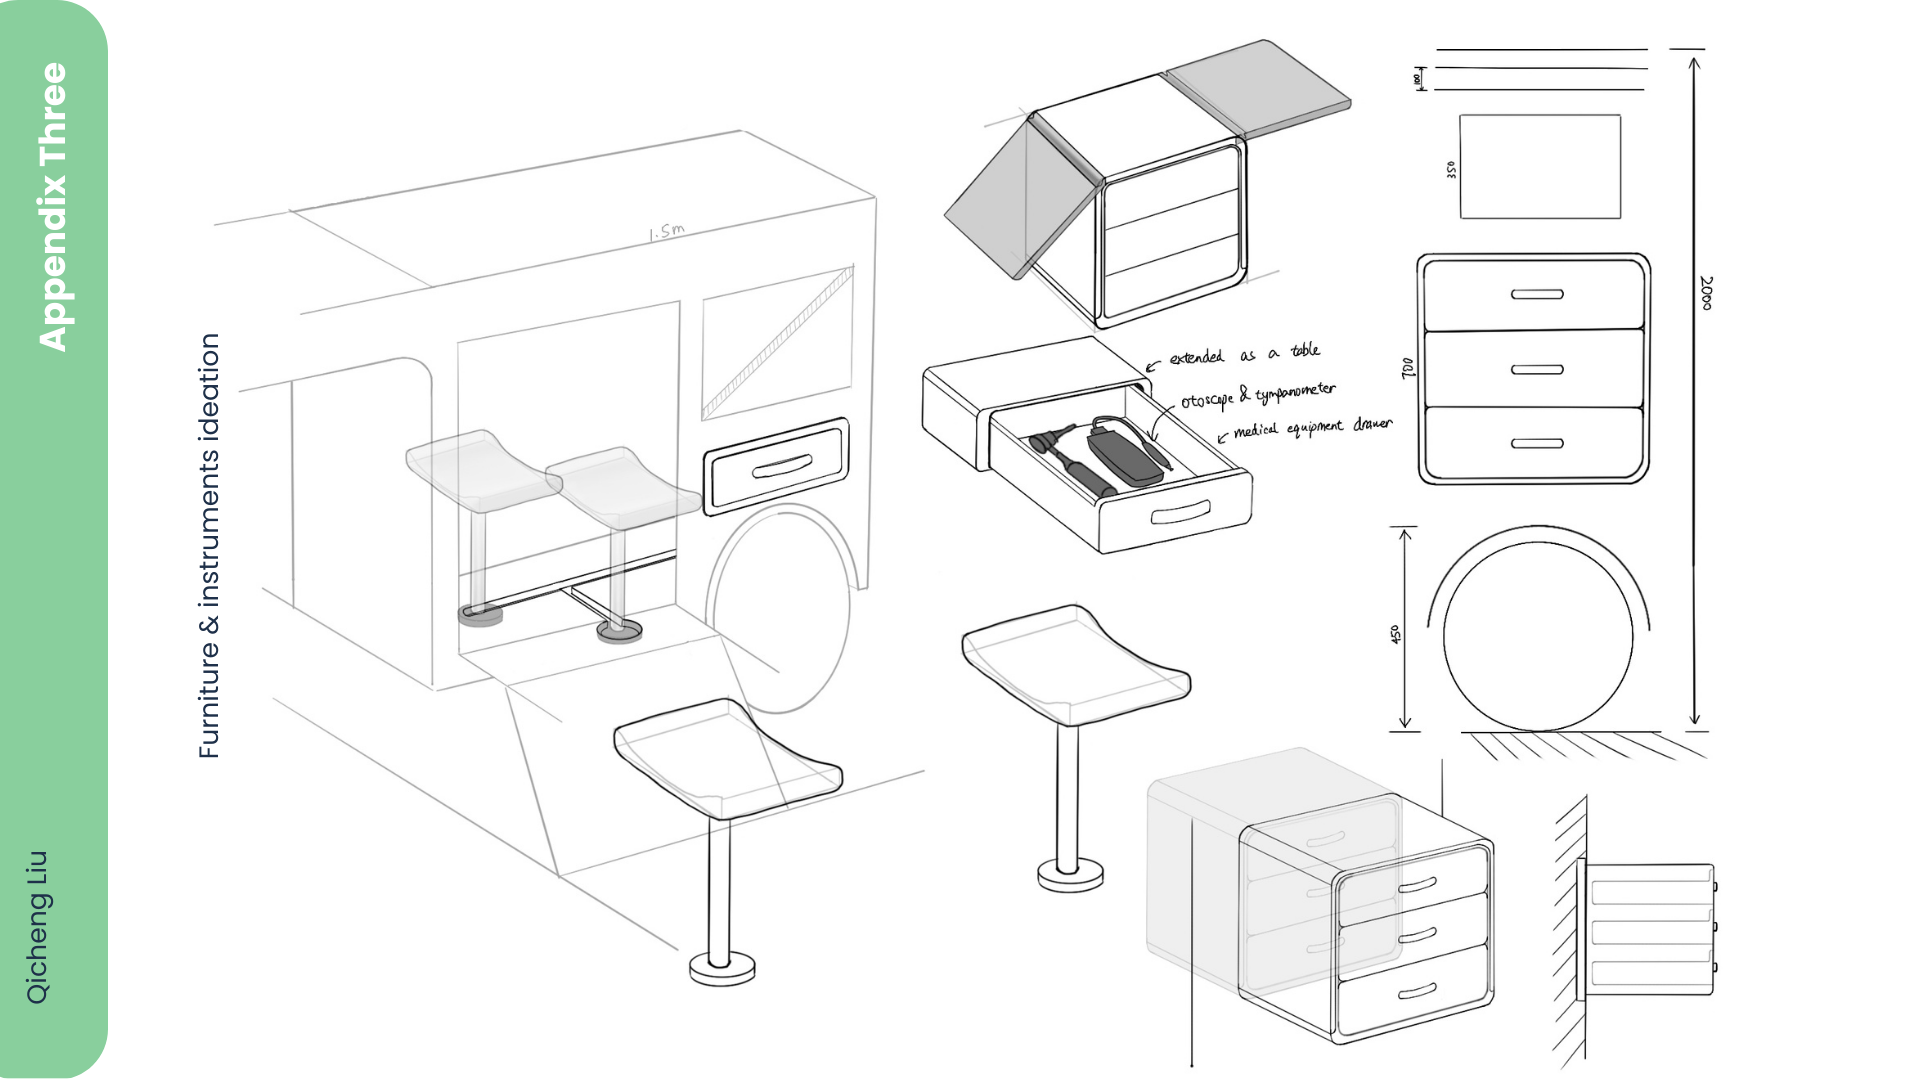 Appendix Three
Qicheng Liu
Furniture & instruments ideation
1.5m
extended as a table
otoscope & tympanometer
medical equipment drawer
100
350
700
2000
450